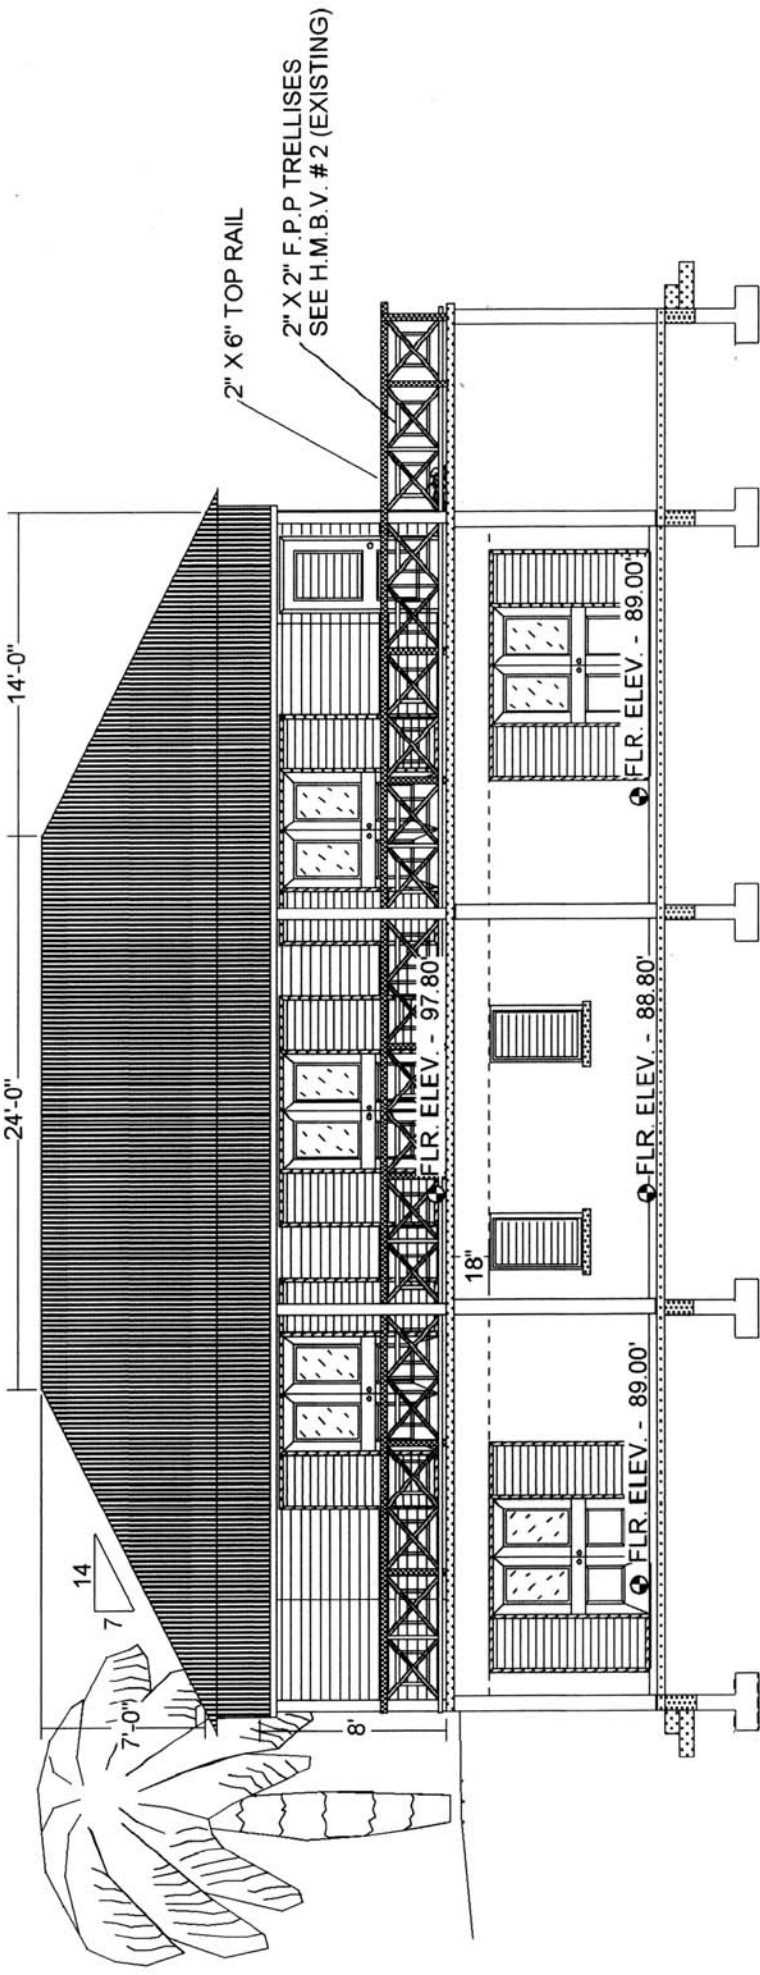 24'-0"
14'-0"
14
7
7'-0"
8'
2" X 6" TOP RAIL
2" X 2" F.P.P TRELLISES
SEE H.M.B.V. # 2 (EXISTING)
FLR. ELEV. - 97.80'
18"
FLR. ELEV. - 89.00'
FLR. ELEV. - 88.80'
FLR. ELEV. - 89.00'